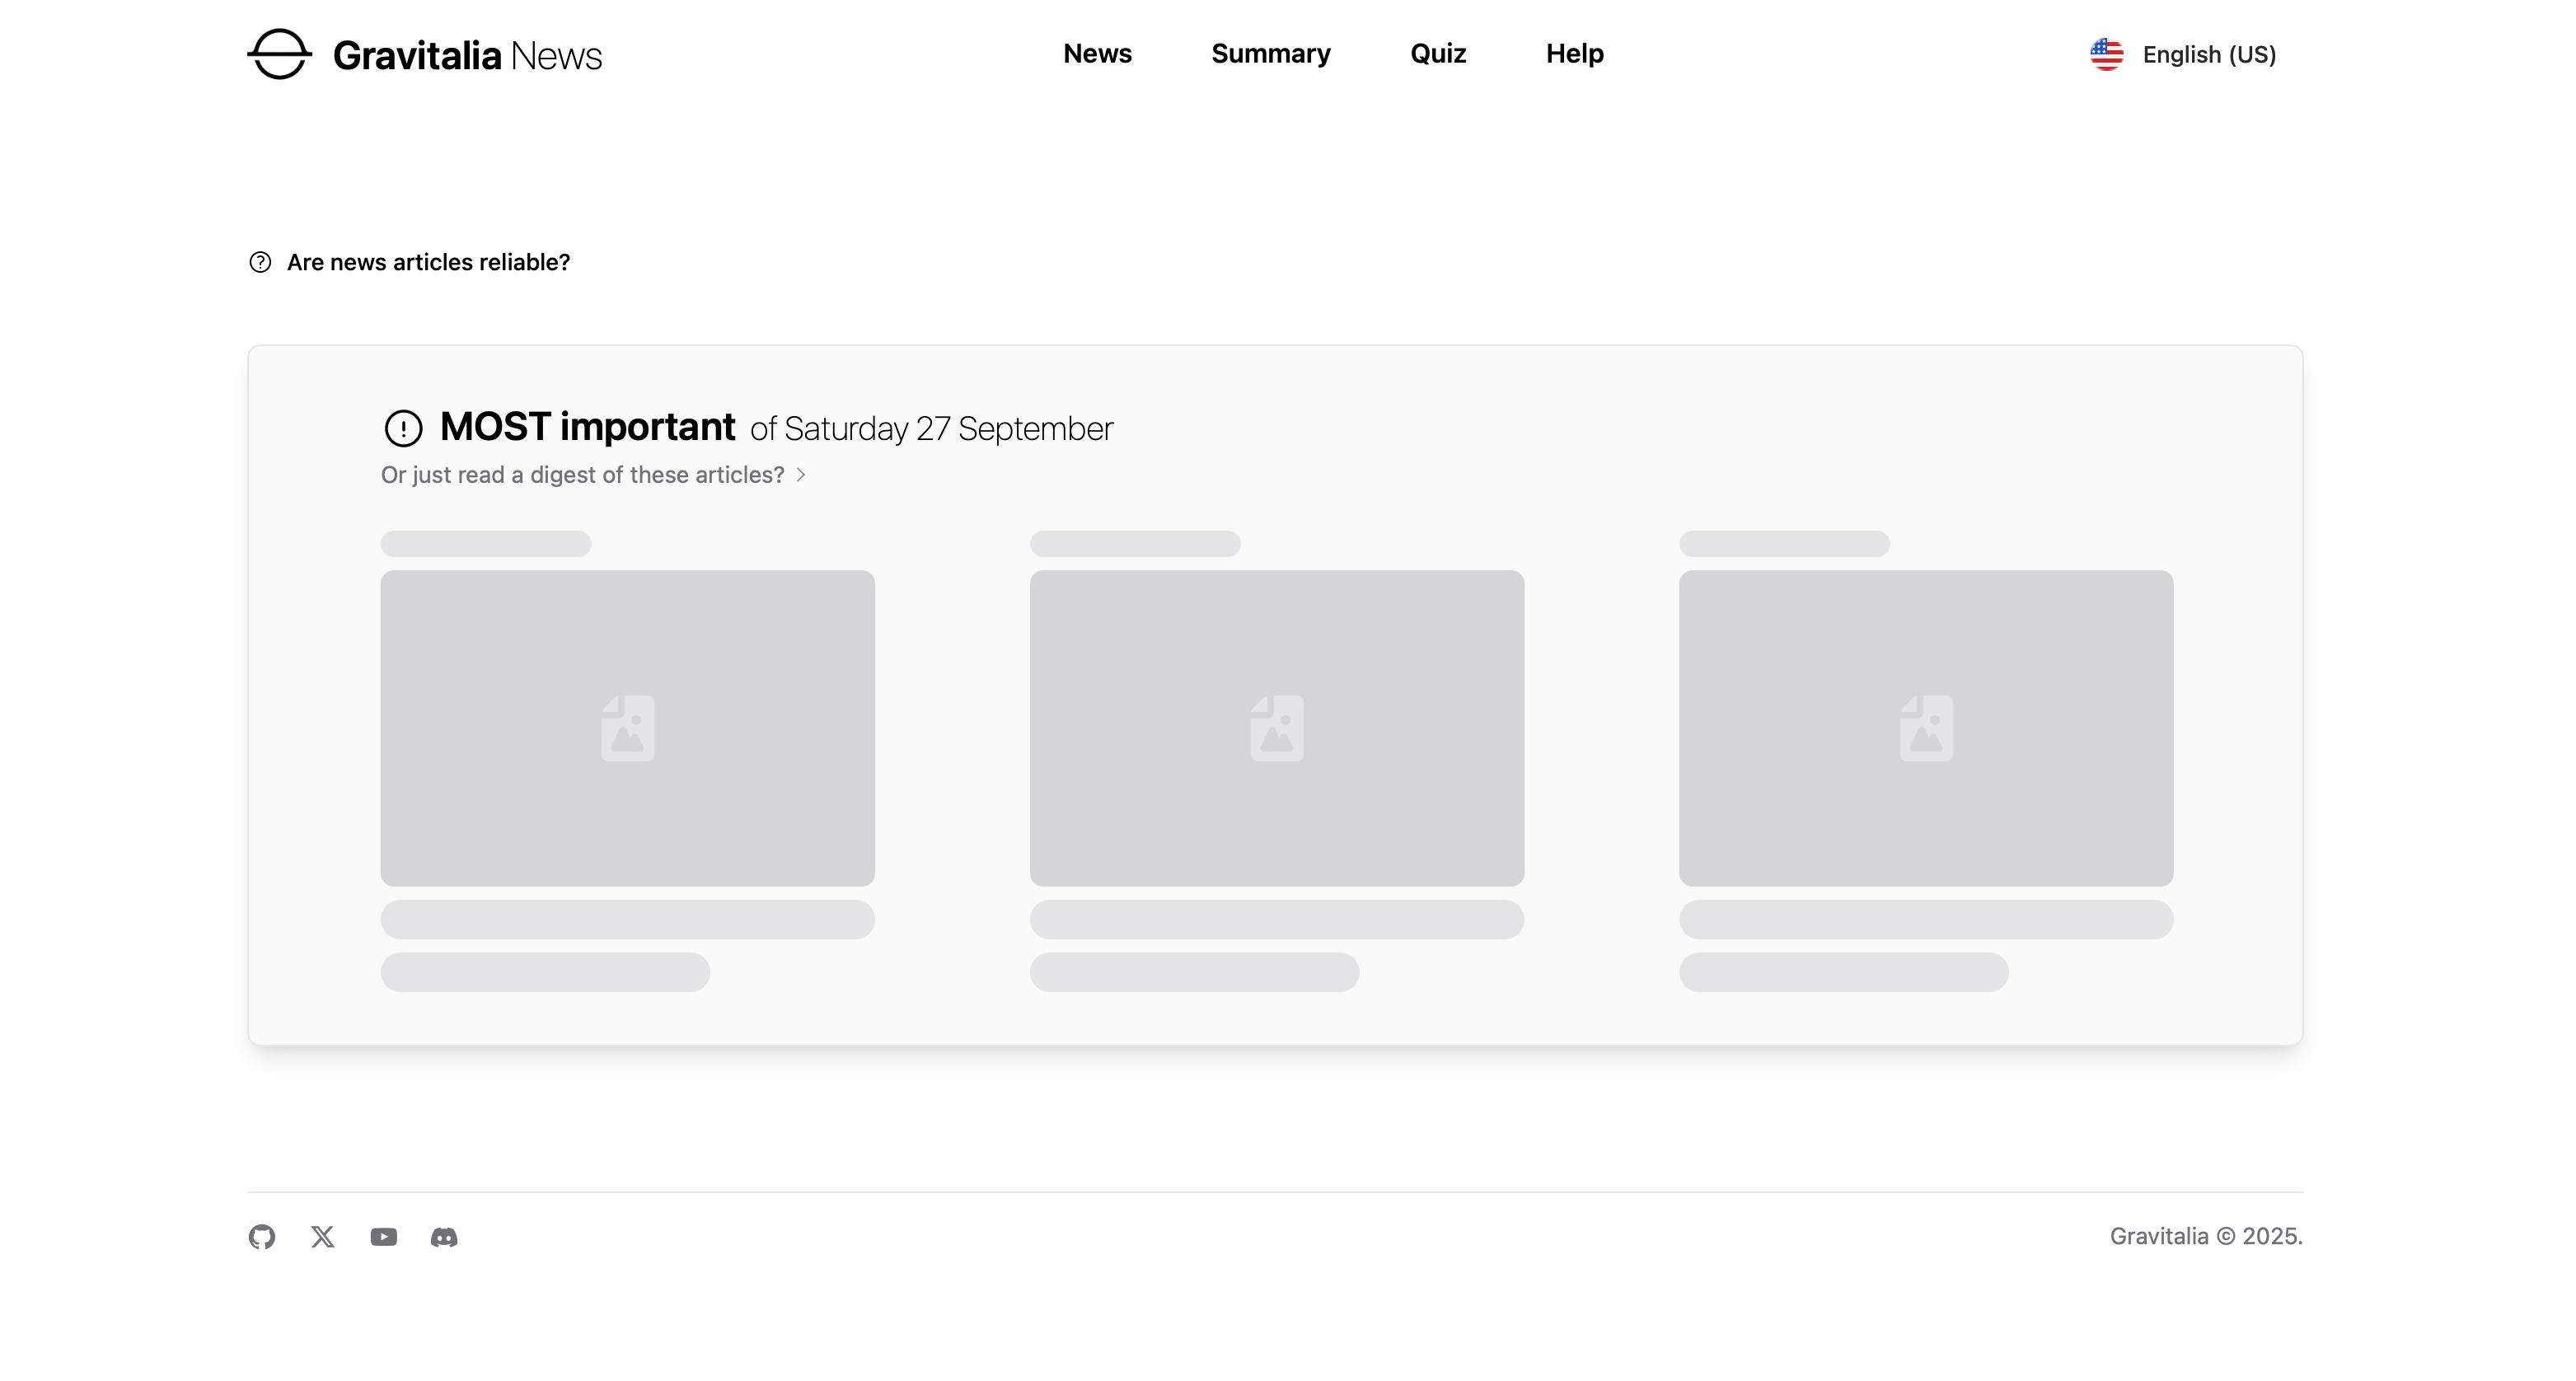 Gravitalia News
News
Summary
Quiz
Help
English (US)
Are news articles reliable?
MOST important of Saturday 27 September
Or just read a digest of these articles?
Gravitalia © 2025.